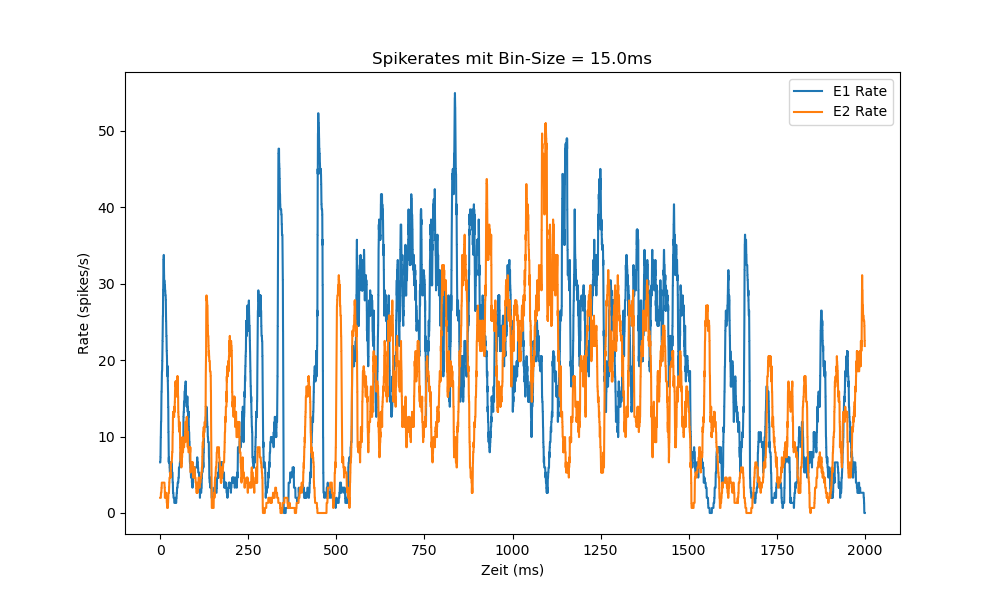 Spikerates mit Bin-Size = 15.0ms
E1 Rate
E2 Rate
Rate (spikes/s)
50
40
30
20
10
0
0 250 500 750 1000 1250 1500 1750 2000
Zeit (ms)